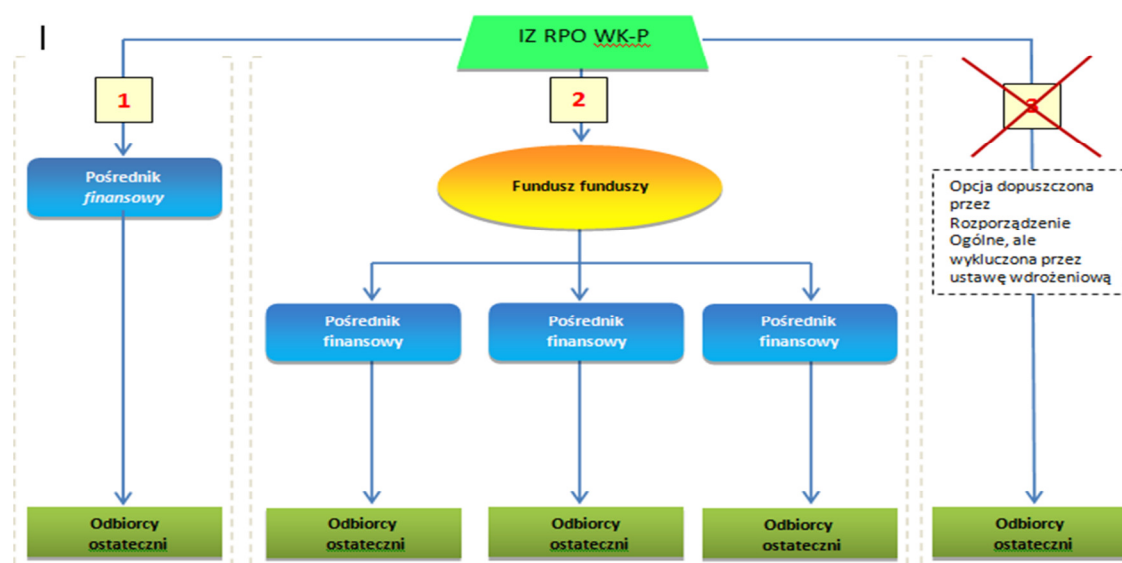 IZ RPO WK-P
1
2
3
Pośrednik
finansowy
Fundusz funduszy
Opcja dopuszczona
przez
Rozporządzenie
Ogólne, ale
wykluczona przez
ustawę wdrożeniową
Pośrednik
finansowy
Pośrednik
finansowy
Pośrednik
finansowy
Odbiorcy
ostateczni
Odbiorcy
ostateczni
Odbiorcy
ostateczni
Odbiorcy
ostateczni
Odbiorcy
ostateczni